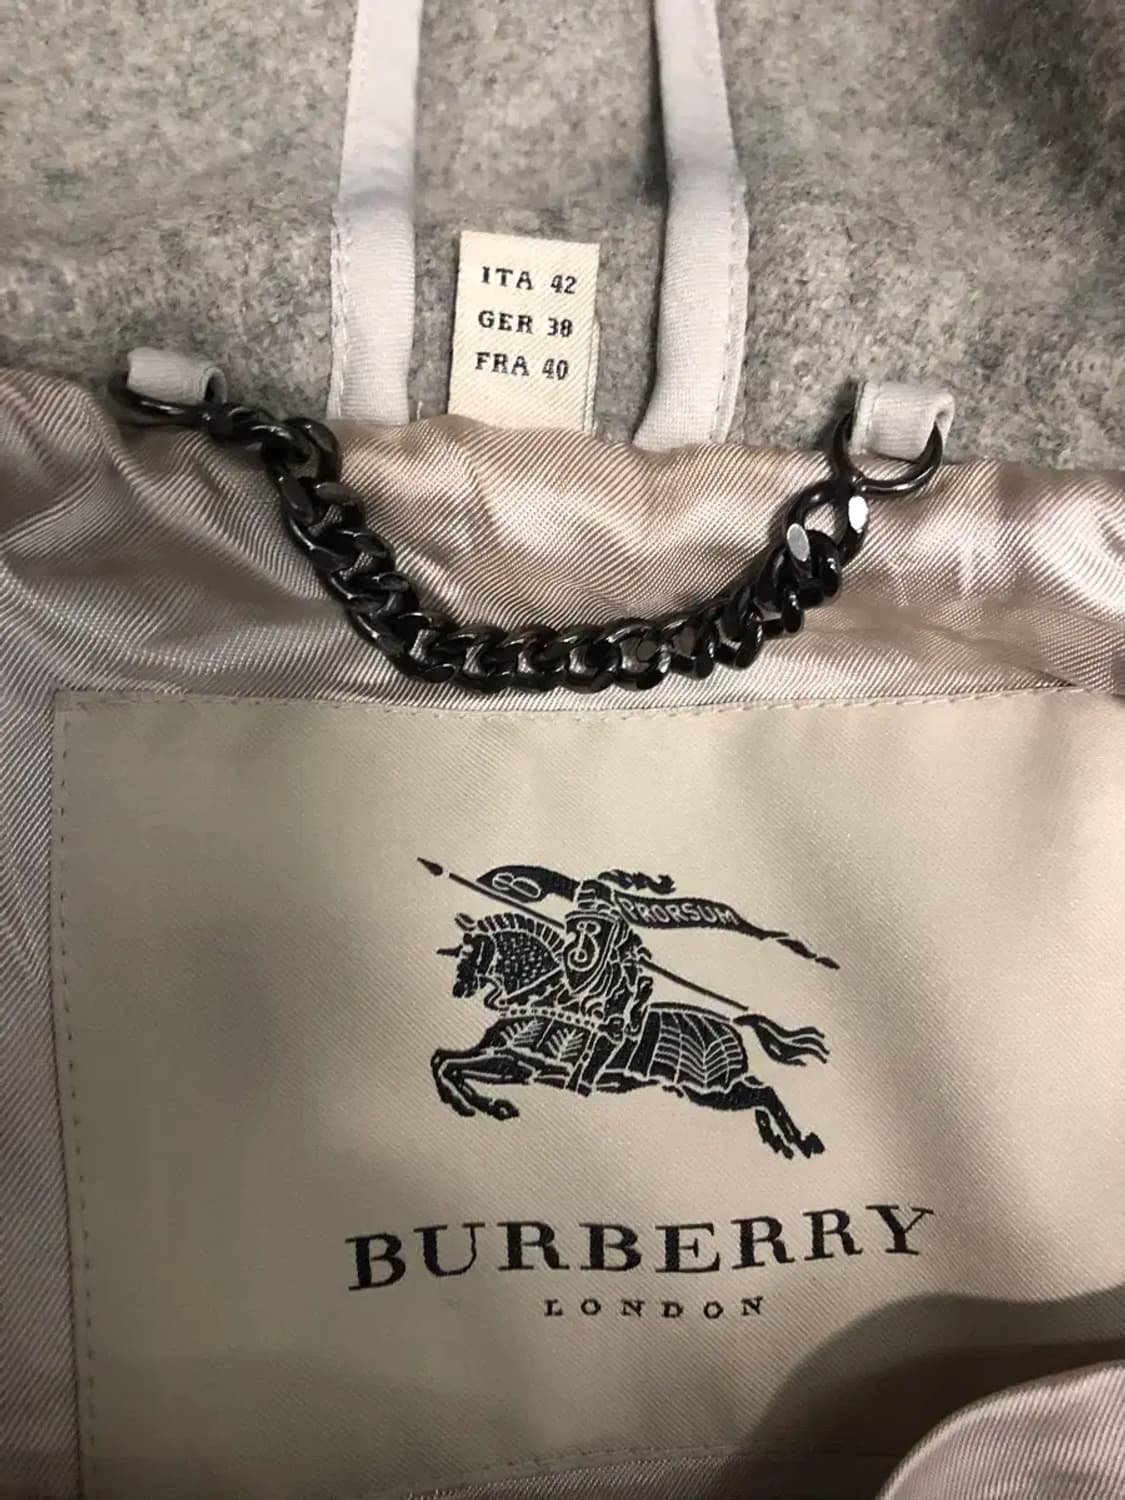 ITA 42
GER 38
FRA 40
PRORSUM
BURBERRY
LONDON